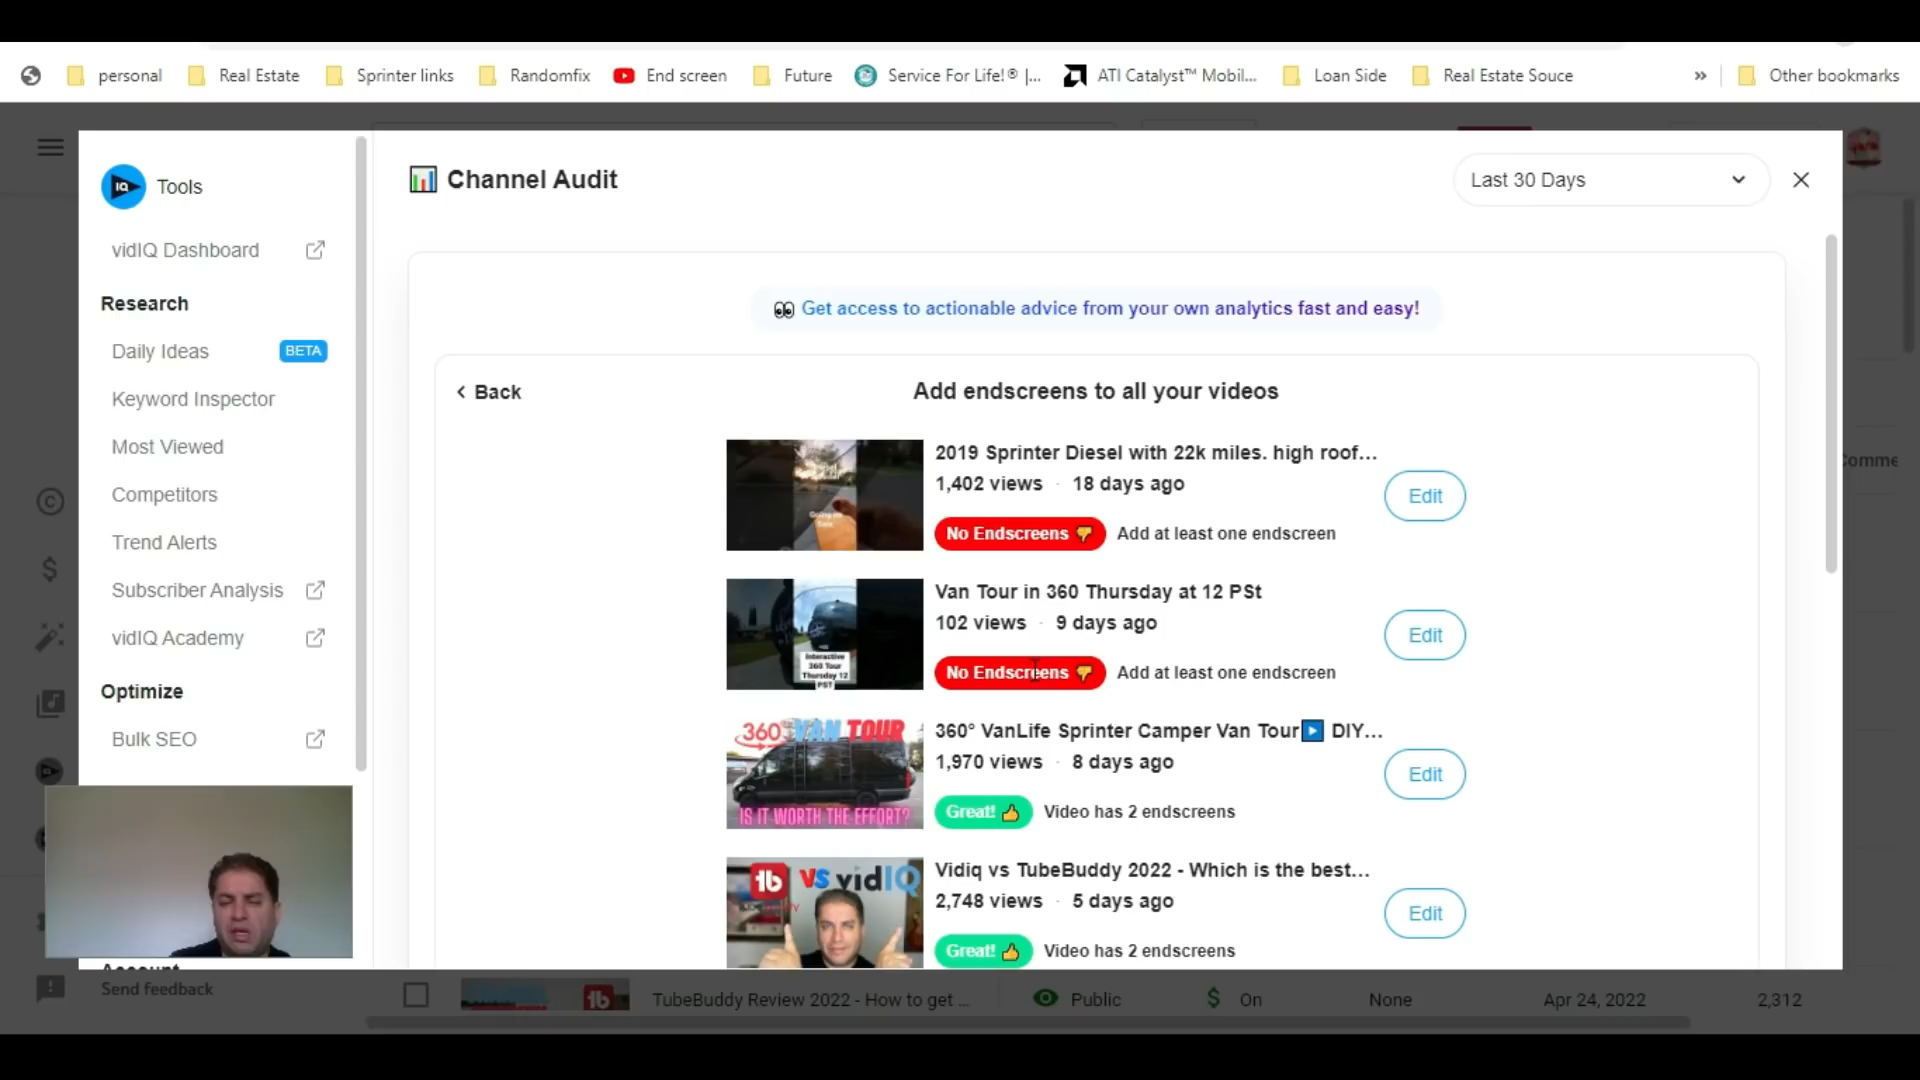 personal
Real Estate
Sprinter links
Randomfix
End screen
Future
Service For Life!® |...
ATI Catalyst™ Mobil...
Loan Side
Real Estate Souce
»
Other bookmarks
IQ
Tools
vidIQ Dashboard
Research
Daily Ideas
BETA
Keyword Inspector
Most Viewed
Competitors
Trend Alerts
Subscriber Analysis
vidIQ Academy
Optimize
Bulk SEO
Account
Send feedback
Channel Audit
Last 30 Days
Get access to actionable advice from your own analytics fast and easy!
Back
Add endscreens to all your videos
2019 Sprinter Diesel with 22k miles. high roof...
1,402 views · 18 days ago
No Endscreens
Add at least one endscreen
Edit
Interactive
360 Tour
Thursday 12
PST
Van Tour in 360 Thursday at 12 PSt
102 views · 9 days ago
No Endscreens
Add at least one endscreen
Edit
360° VAN TOUR
IS IT WORTH THE EFFORT?
360° VanLife Sprinter Camper Van Tour▶ DIY...
1,970 views · 8 days ago
Great!
Video has 2 endscreens
Edit
VS vidIQ
Vidiq vs TubeBuddy 2022 - Which is the best...
2,748 views · 5 days ago
Great!
Video has 2 endscreens
Edit
Comme
TubeBuddy Review 2022 - How to get ...
Public
$ On
None
Apr 24, 2022
2,312